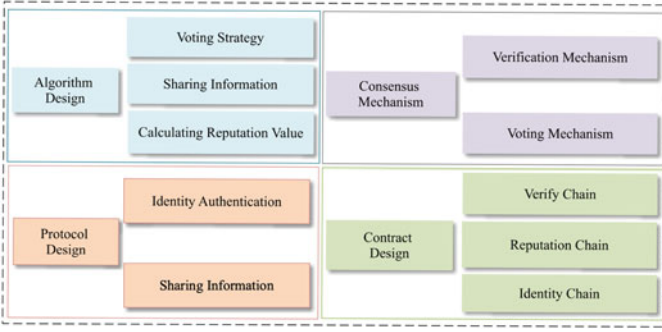 Algorithm
Design
Voting Strategy
Sharing Information
Calculating Reputation Value
Consensus
Mechanism
Verification Mechanism
Voting Mechanism
Protocol
Design
Identity Authentication
Sharing Information
Contract
Design
Verify Chain
Reputation Chain
Identity Chain